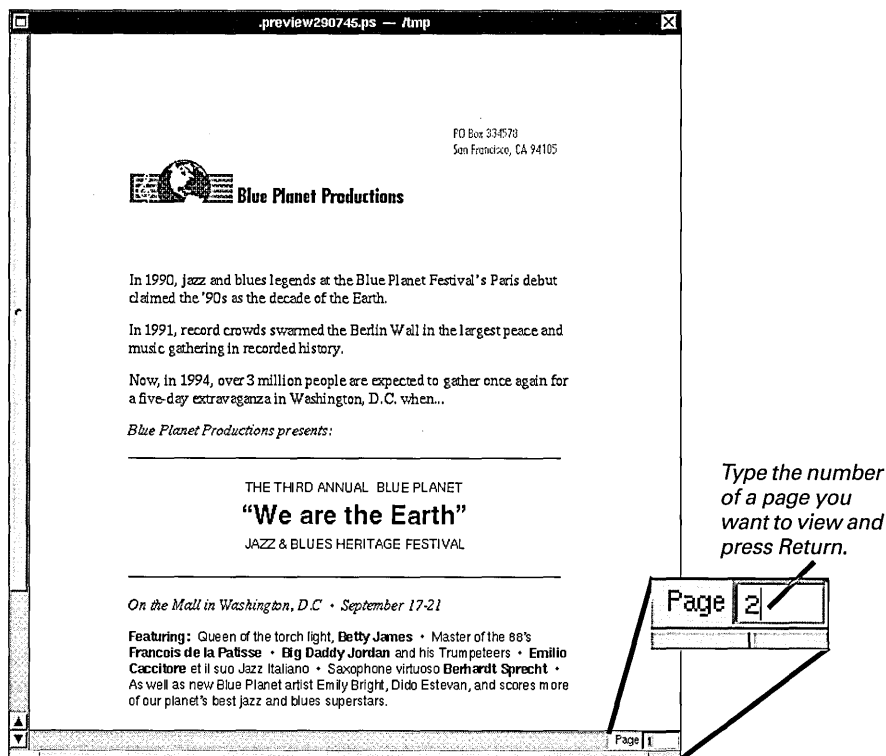 .preview290745.ps — /tmp
PO Box 334578
San Francisco, CA 94105
Blue Planet Productions
In 1990, jazz and blues legends at the Blue Planet Festival's Paris debut
claimed the '90s as the decade of the Earth.
In 1991, record crowds swarmed the Berlin Wall in the largest peace and
music gathering in recorded history.
Now, in 1994, over 3 million people are expected to gather once again for
a five-day extravaganza in Washington, D.C. when...
Blue Planet Productions presents:
THE THIRD ANNUAL BLUE PLANET
"We are the Earth"
JAZZ & BLUES HERITAGE FESTIVAL
On the Mall in Washington, D.C • September 17-21
Featuring: Queen of the torch light, Betty James • Master of the 88's
Francois de la Patisse • Big Daddy Jordan and his Trumpeteers • Emilio
Caccitore et il suo Jazz Italiano • Saxophone virtuoso Berhardt Sprecht •
As well as new Blue Planet artist Emily Bright, Dido Estevan, and scores more
of our planet's best jazz and blues superstars.
Page 1
Type the number
of a page you
want to view and
press Return.
Page 2